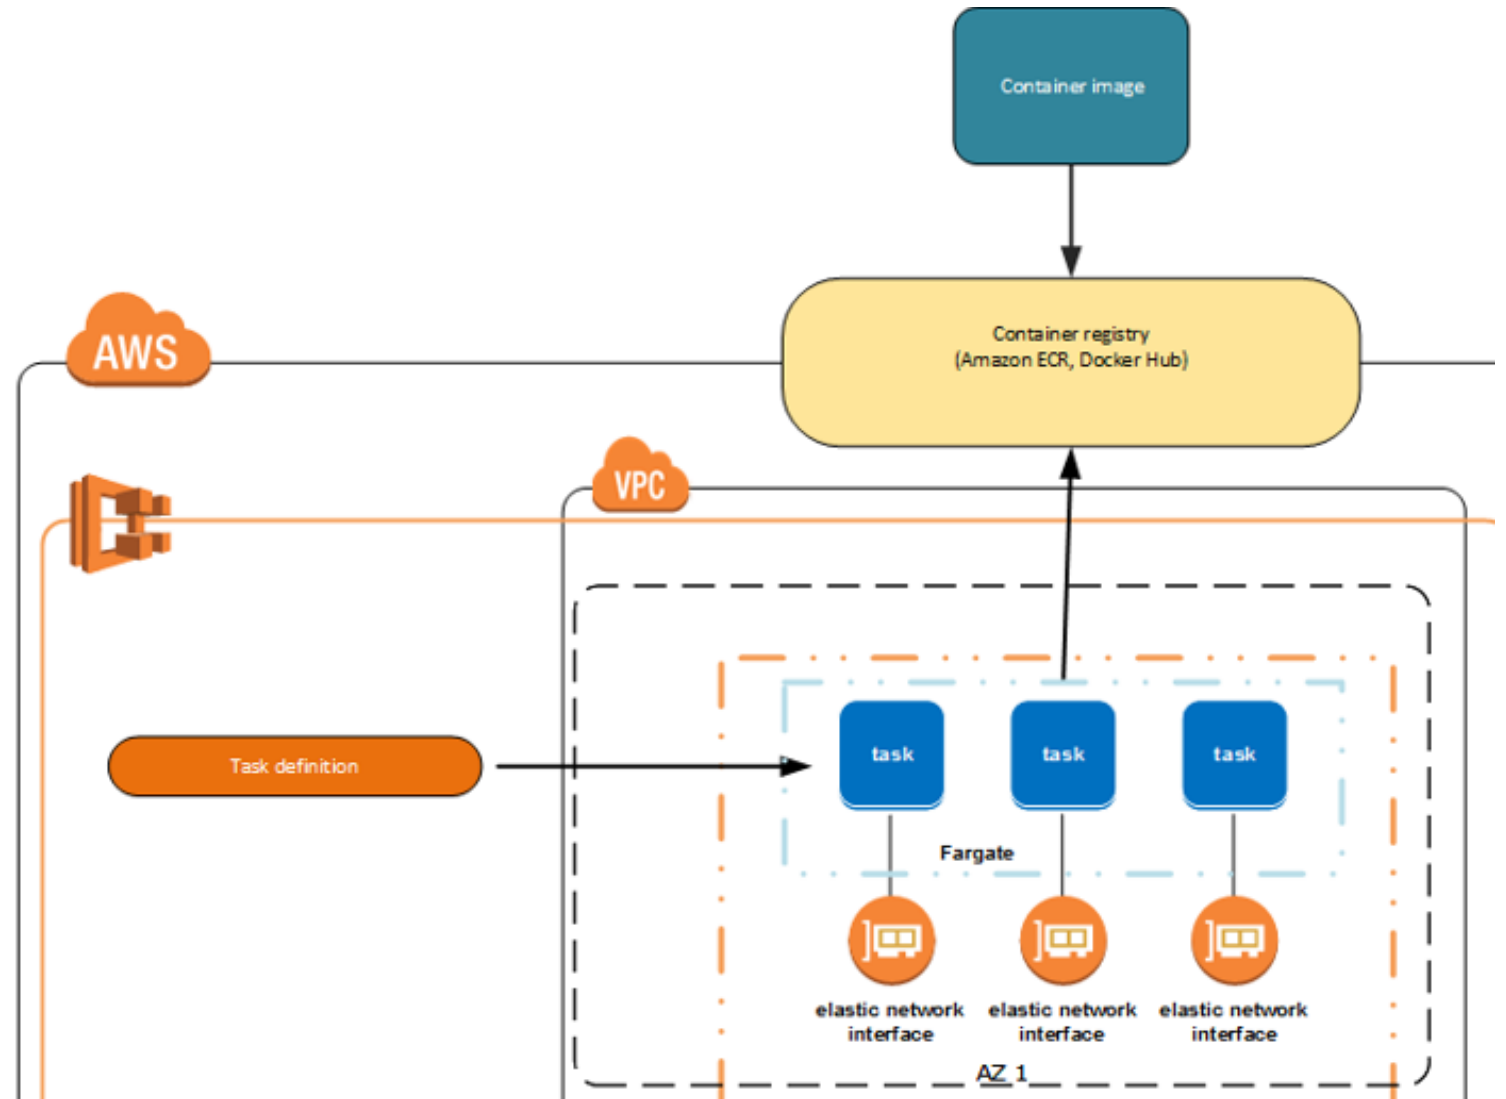 Container image
Container registry
(Amazon ECR, Docker Hub)
AWS
VPC
Task definition
task
task
task
Fargate
elastic network
interface
elastic network
interface
elastic network
interface
AZ 1